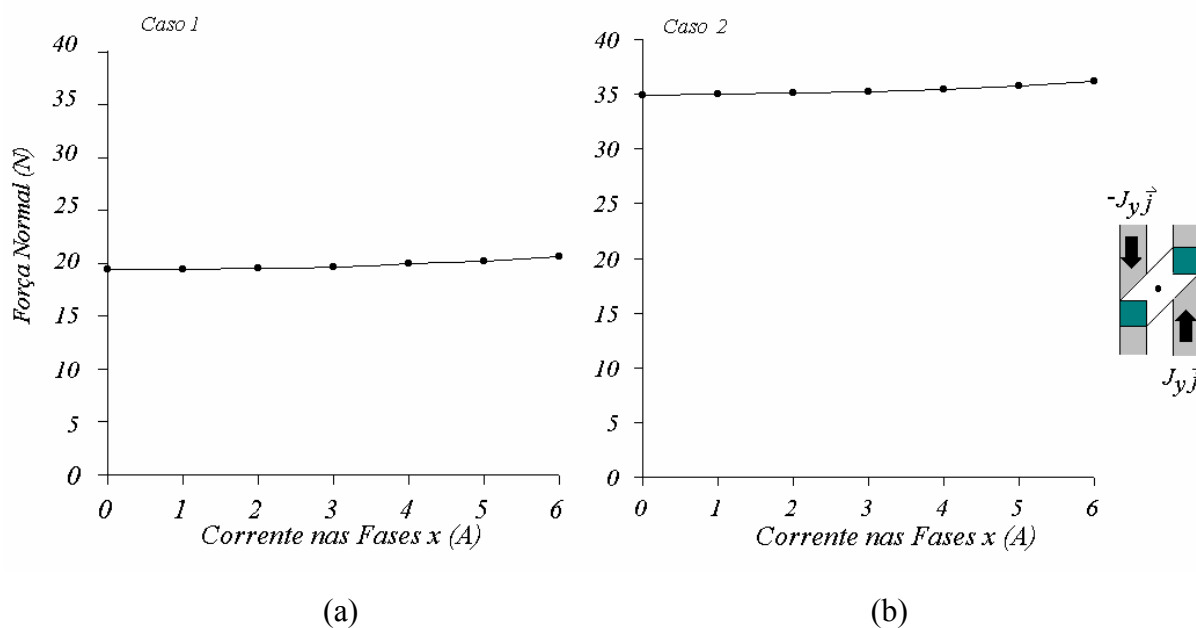 Caso 1
40
35
30
25
20
15
10
5
0
Força Normal (N)
0 1 2 3 4 5 6
Corrente nas Fases x (A)
(a)
Caso 2
40
35
30
25
20
15
10
5
0
0 1 2 3 4 5 6
Corrente nas Fases x (A)
(b)
-J_y j⃗
J_y j⃗